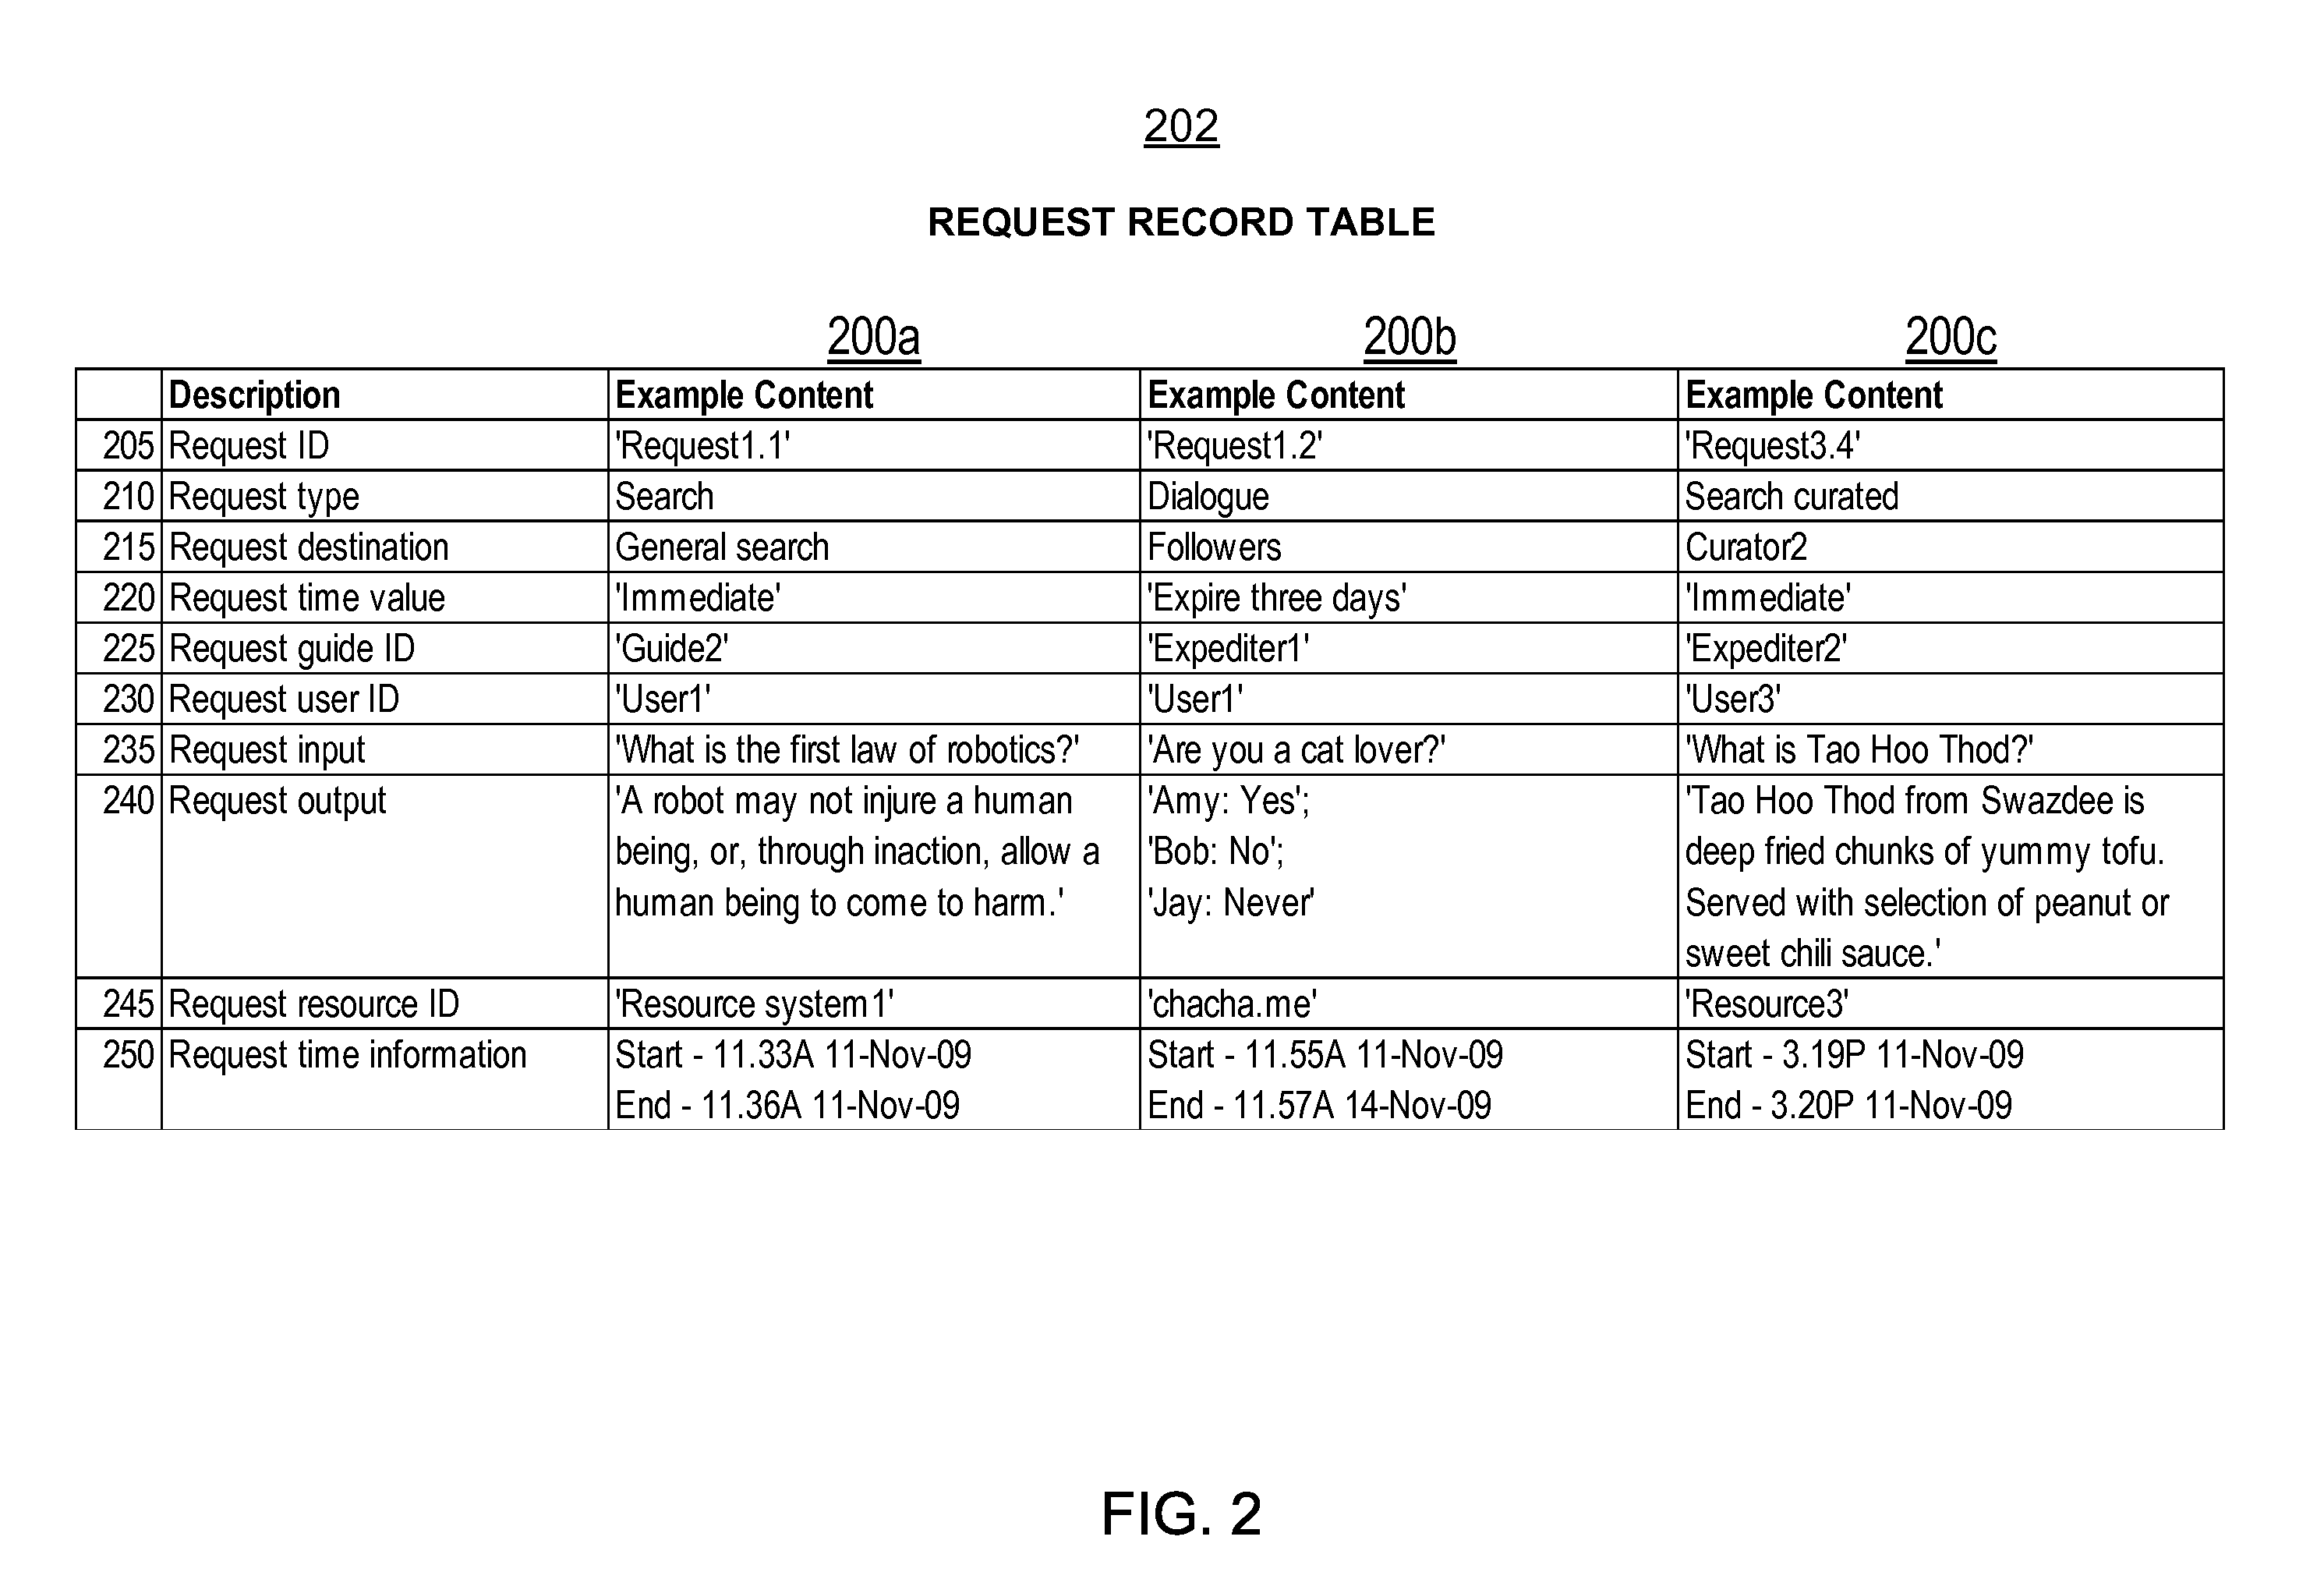 202
REQUEST RECORD TABLE
200a 200b 200c
Description Example Content Example Content Example Content
205 Request ID 'Request1.1' 'Request1.2' 'Request3.4'
210 Request type Search Dialogue Search curated
215 Request destination General search Followers Curator2
220 Request time value 'Immediate' 'Expire three days' 'Immediate'
225 Request guide ID 'Guide2' 'Expediter1' 'Expediter2'
230 Request user ID 'User1' 'User1' 'User3'
235 Request input 'What is the first law of robotics?' 'Are you a cat lover?' 'What is Tao Hoo Thod?'
240 Request output 'A robot may not injure a human 'Amy: Yes'; 'Tao Hoo Thod from Swazdee is
being, or, through inaction, allow a 'Bob: No'; deep fried chunks of yummy tofu.
human being to come to harm.' 'Jay: Never' Served with selection of peanut or
sweet chili sauce.'
245 Request resource ID 'Resource system1' 'chacha.me' 'Resource3'
250 Request time information Start - 11.33A 11-Nov-09 Start - 11.55A 11-Nov-09 Start - 3.19P 11-Nov-09
End - 11.36A 11-Nov-09 End - 11.57A 14-Nov-09 End - 3.20P 11-Nov-09
FIG. 2